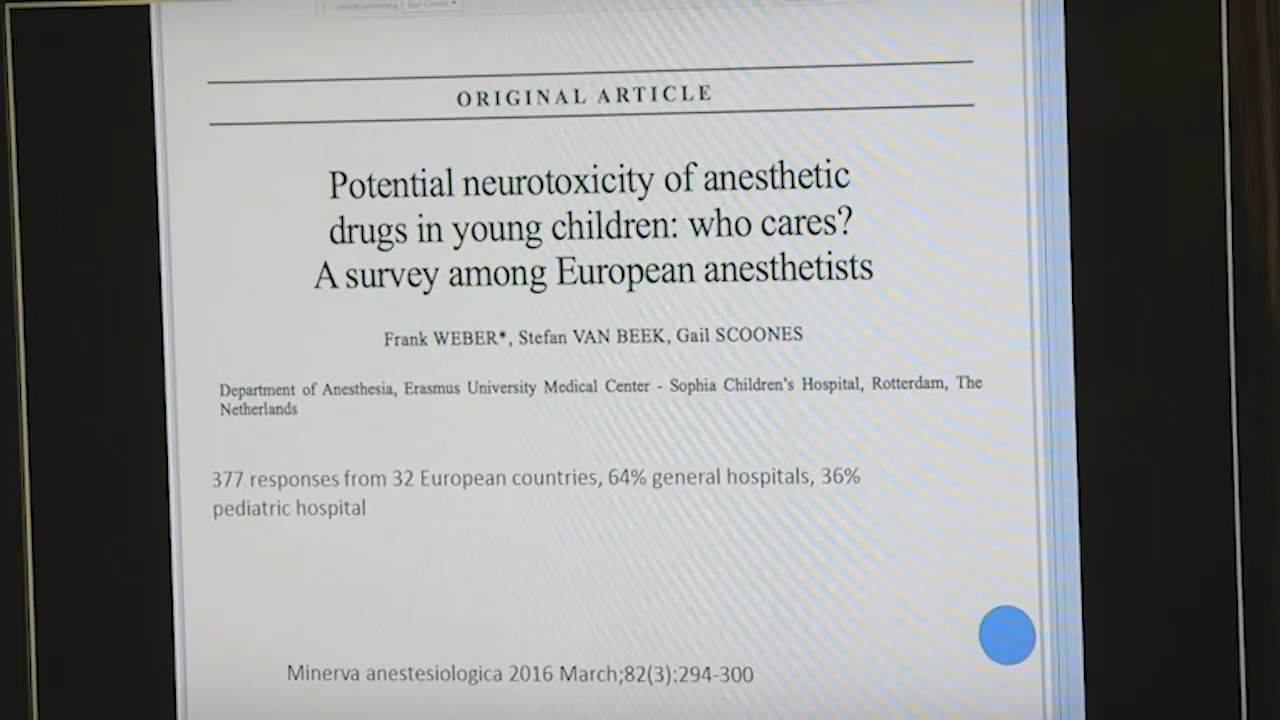 ORIGINAL ARTICLE
Potential neurotoxicity of anesthetic
drugs in young children: who cares?
A survey among European anesthetists
Frank WEBER*, Stefan VAN BEEK, Gail SCOONES
Department of Anesthesia, Erasmus University Medical Center - Sophia Children's Hospital, Rotterdam, The
Netherlands
377 responses from 32 European countries, 64% general hospitals, 36%
pediatric hospital
Minerva anestesiologica 2016 March;82(3):294-300